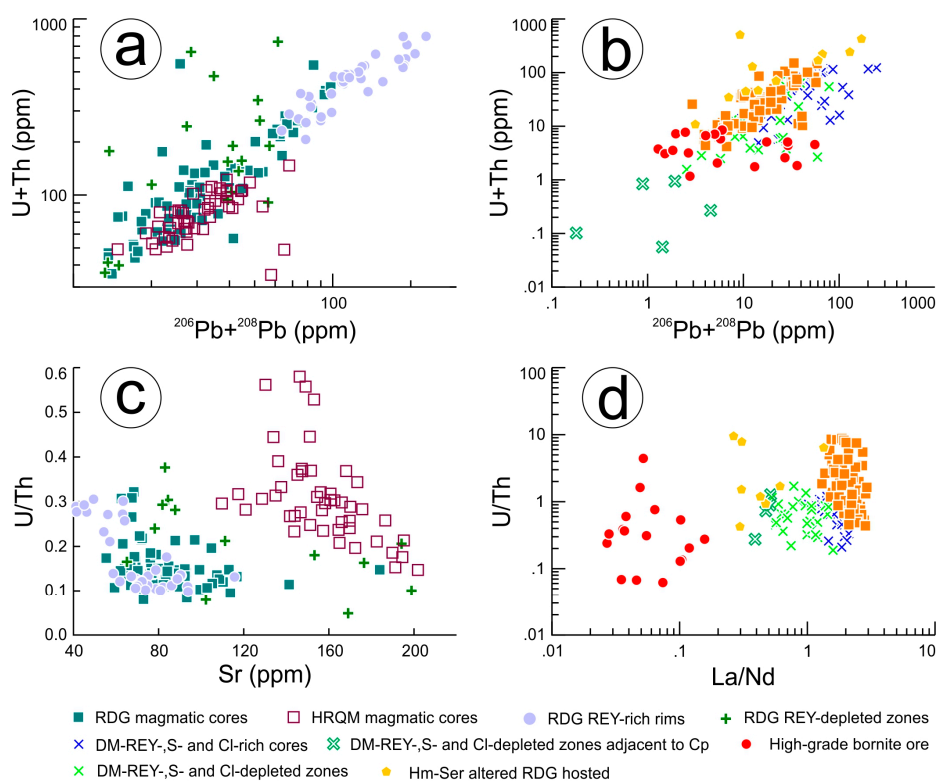 a
1000
100
U+Th (ppm)
100
206Pb+208Pb (ppm)
b
1000
100
10
1
.1
.01
U+Th (ppm)
.1
1
10
100
1000
206Pb+208Pb (ppm)
c
0.6
0.5
0.4
0.3
0.2
0.1
0.0
U/Th
40
80
120
160
200
Sr (ppm)
d
100
10
1
.1
.01
U/Th
.01
.1
1
10
La/Nd
RDG magmatic cores
HRQM magmatic cores
RDG REY-rich rims
RDG REY-depleted zones
DM-REY-,S- and Cl-rich cores
DM-REY-,S- and Cl-depleted zones adjacent to Cp
High-grade bornite ore
DM-REY-,S- and Cl-depleted zones
Hm-Ser altered RDG hosted